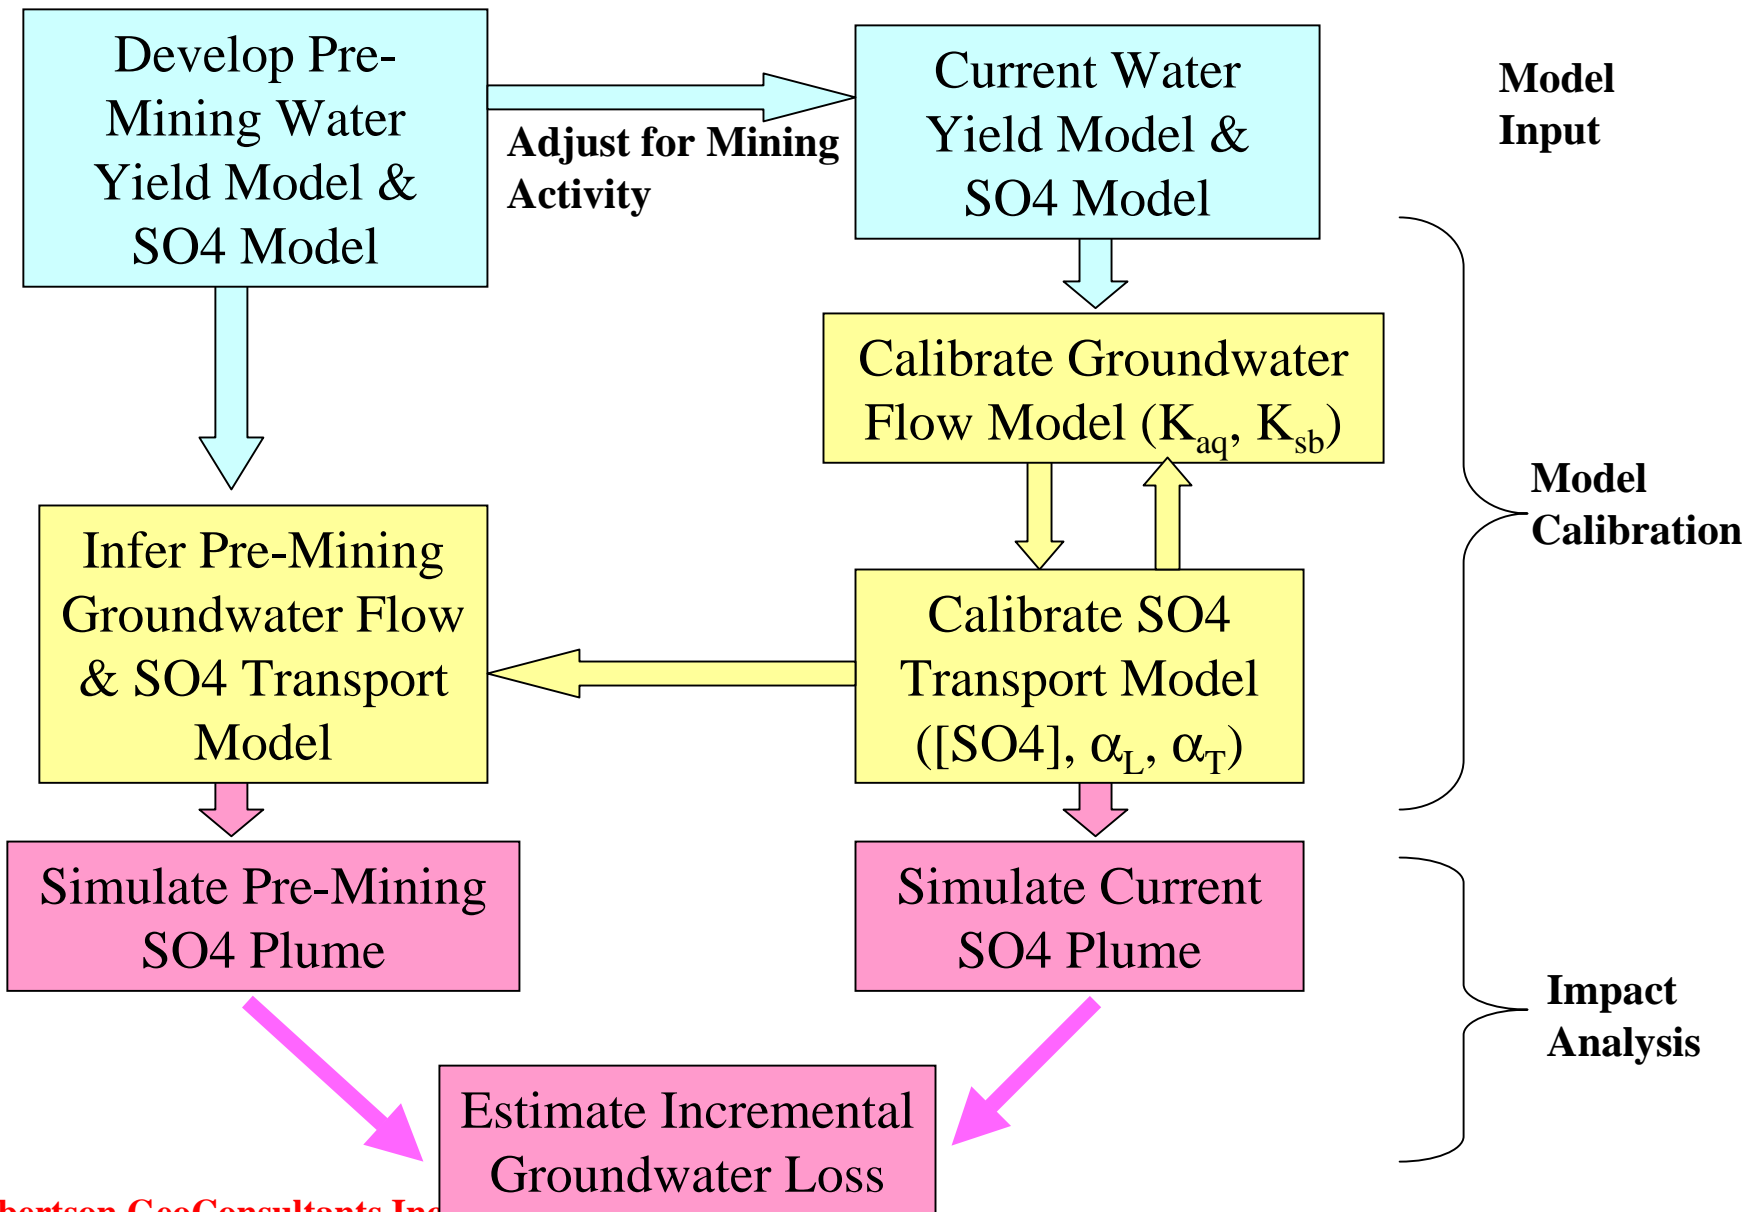 Develop Pre-
Mining Water
Yield Model &
SO4 Model
Adjust for Mining
Activity
Current Water
Yield Model &
SO4 Model
Model
Input
Calibrate Groundwater
Flow Model (Kaq, Ksb)
Model
Calibration
Infer Pre-Mining
Groundwater Flow
& SO4 Transport
Model
Calibrate SO4
Transport Model
([SO4], αL, αT)
Simulate Pre-Mining
SO4 Plume
Simulate Current
SO4 Plume
Impact
Analysis
Estimate Incremental
Groundwater Loss
bertson GeoConsultants Inc